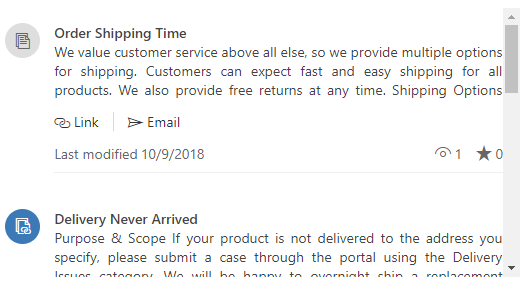 Order Shipping Time
We value customer service above all else, so we provide multiple options
for shipping. Customers can expect fast and easy shipping for all
products. We also provide free returns at any time. Shipping Options
Link Email
Last modified 10/9/2018 1 0
Delivery Never Arrived
Purpose & Scope If your product is not delivered to the address you
specify, please submit a case through the portal using the Delivery
Issues category. We will be happy to overnight ship a replacement